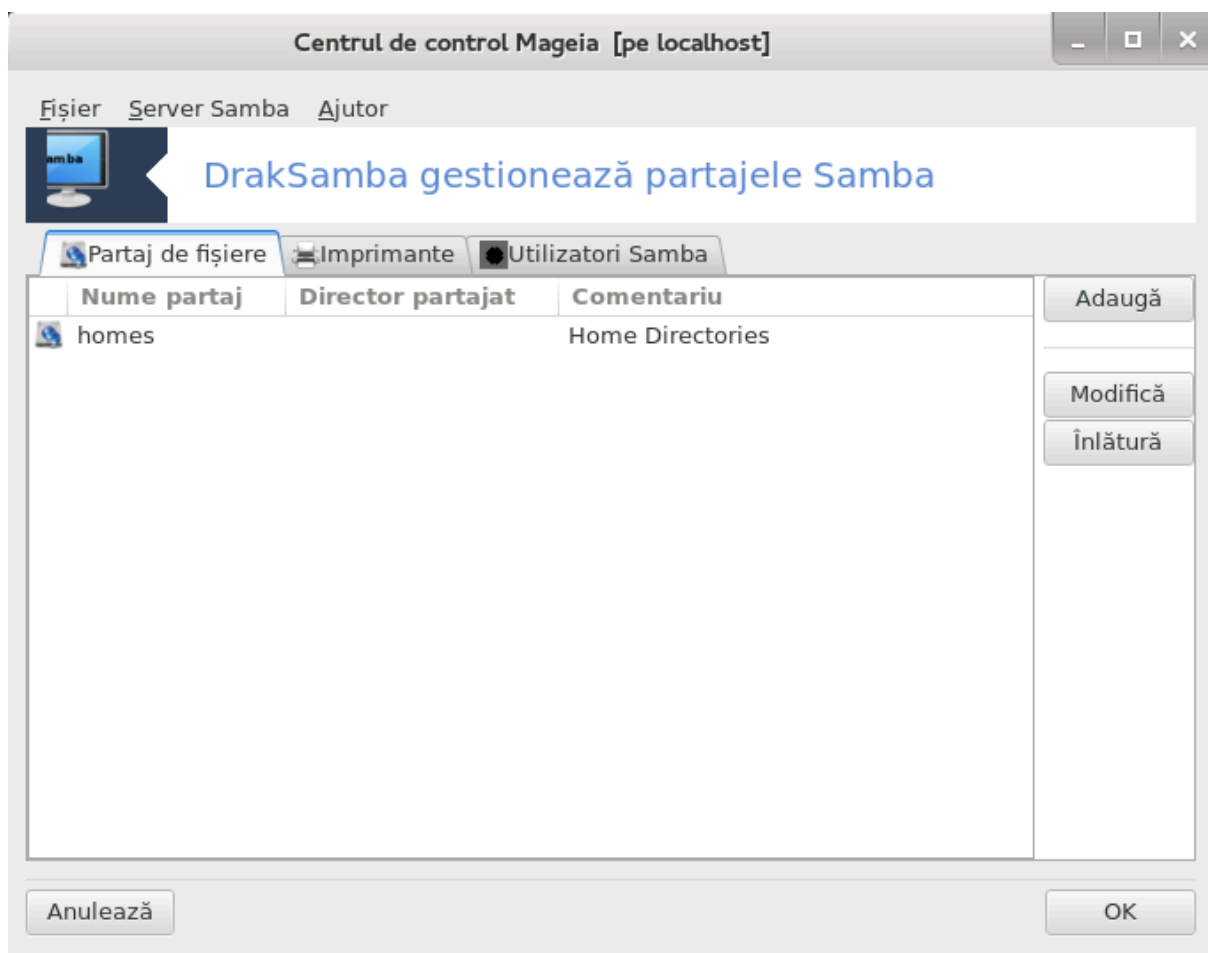 Centrul de control Mageia [pe localhost]
Fișier Server Samba Ajutor
amba
DrakSamba gestionează partajele Samba
Partaj de fișiere Imprimante Utilizatori Samba
Nume partaj Director partajat Comentariu
homes Home Directories
Adaugă
Modifică
Înlătură
Anulează OK